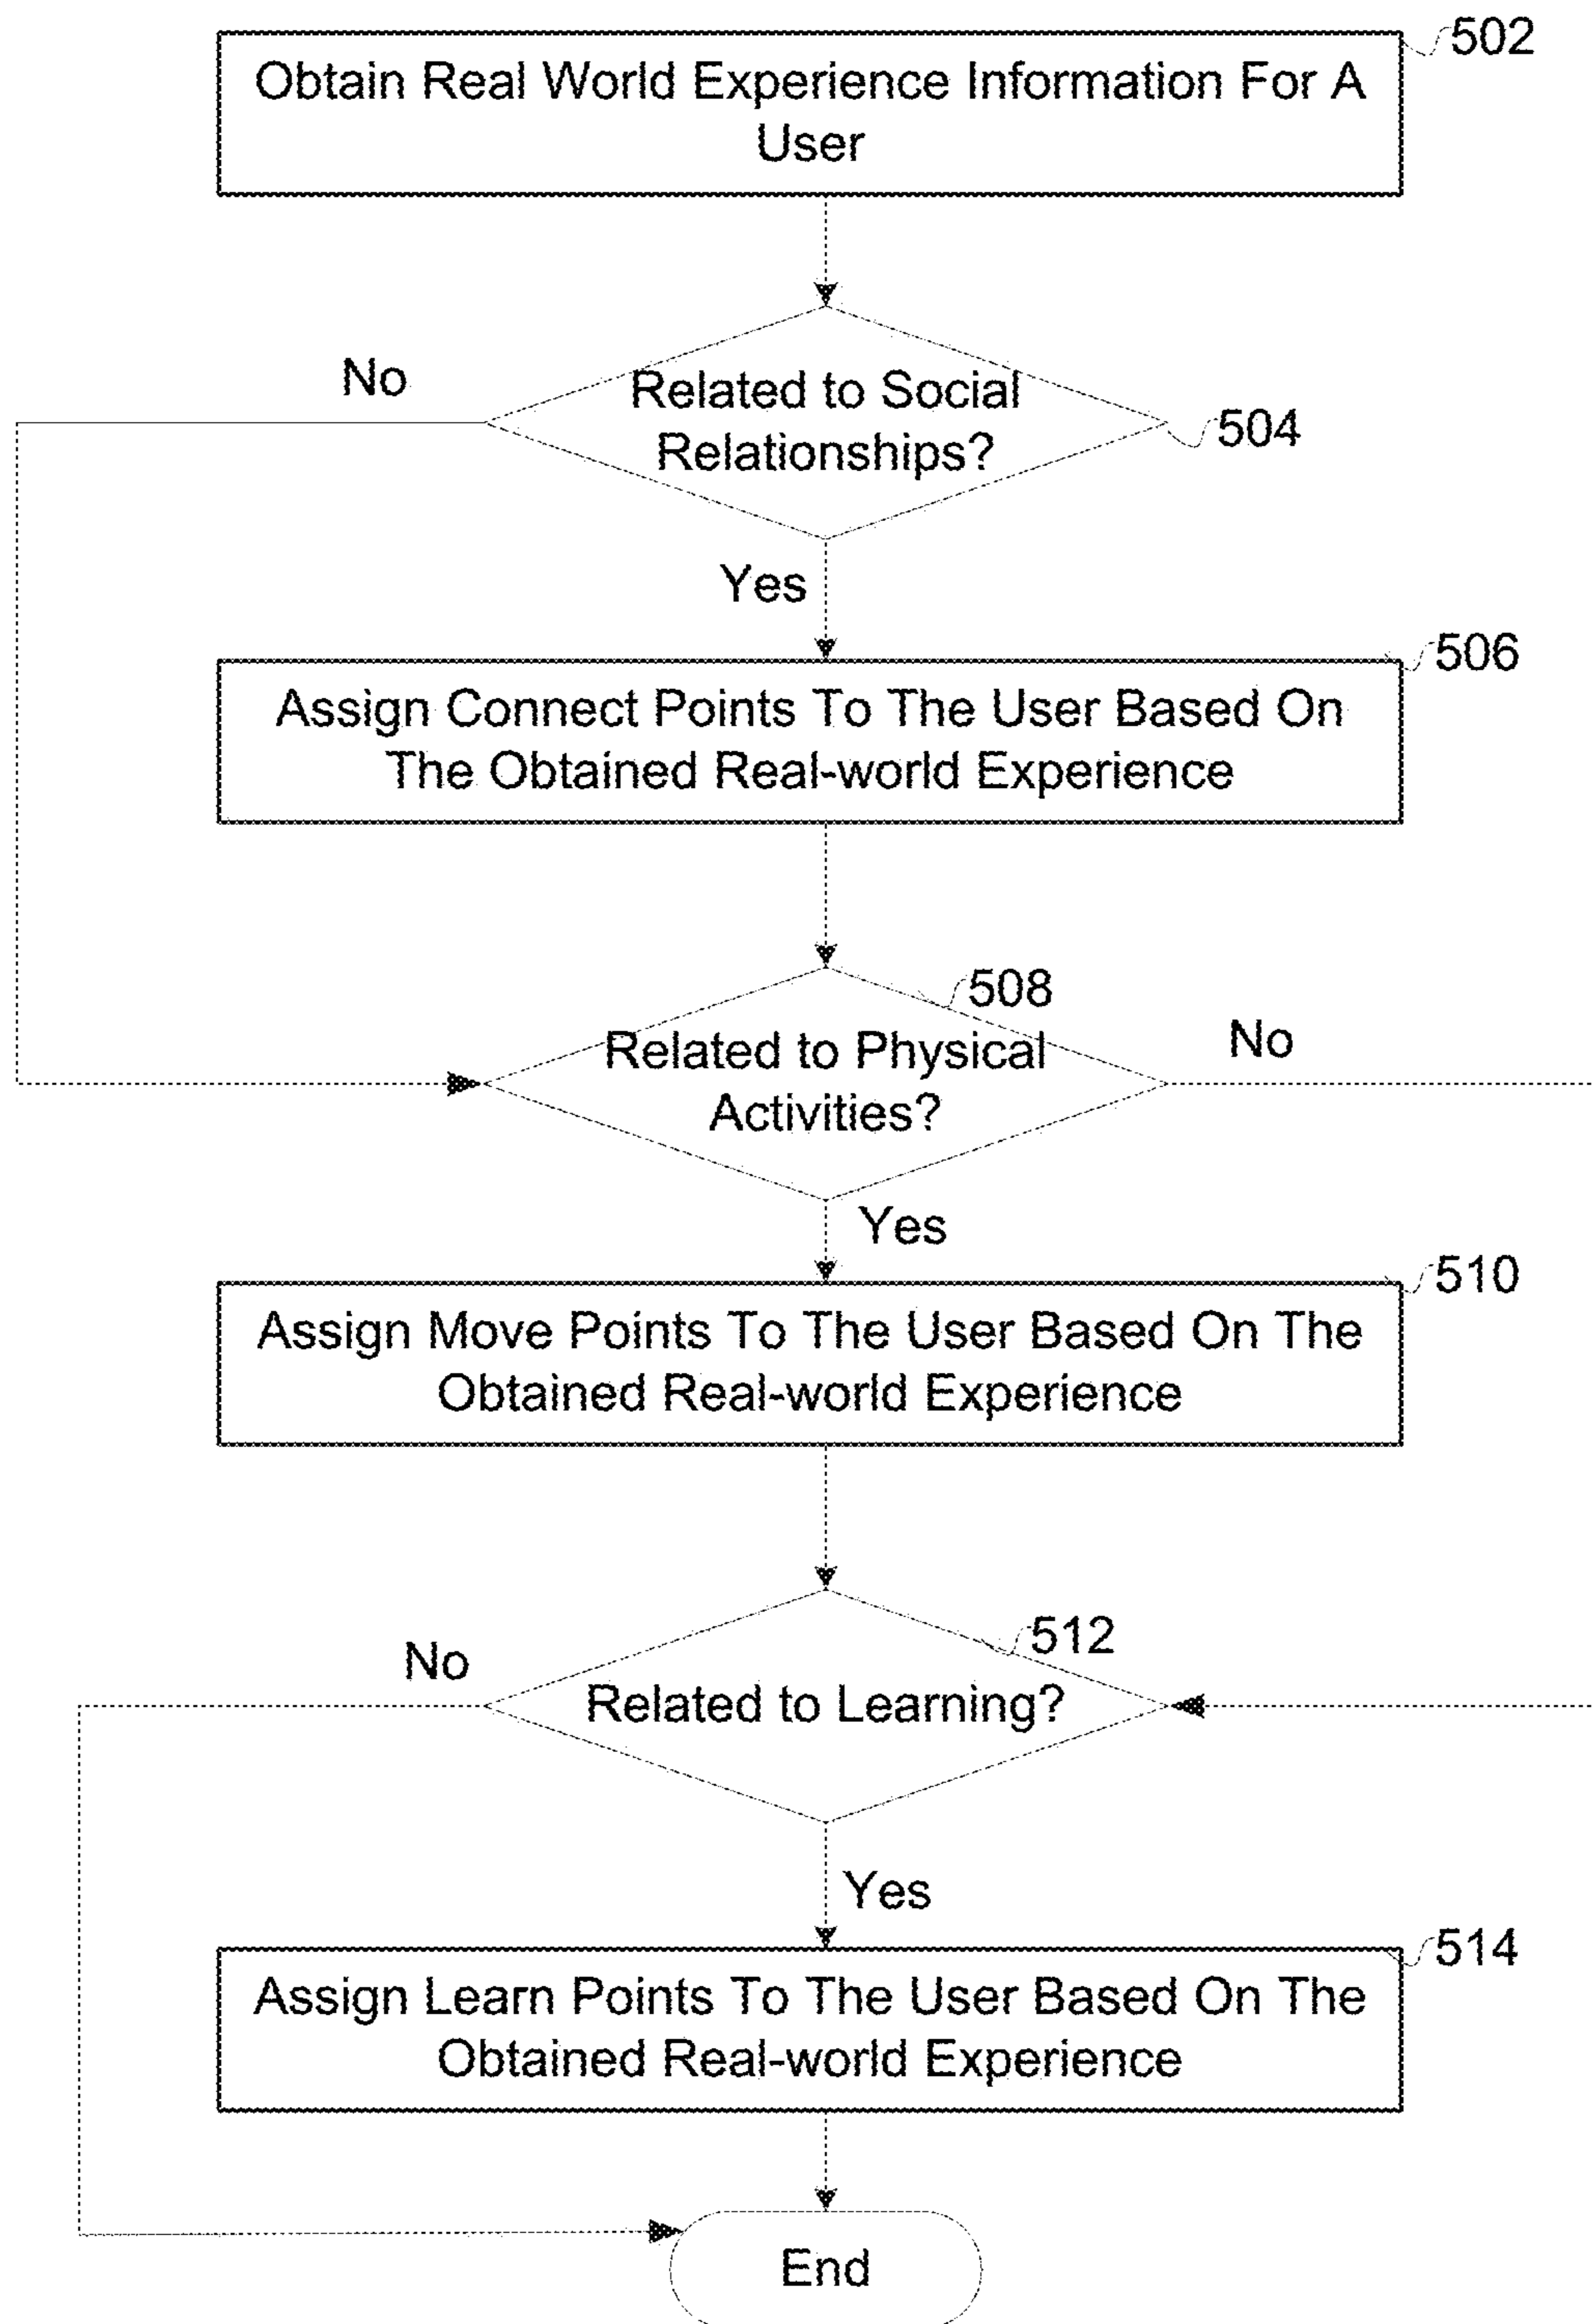 502
Obtain Real World Experience Information For A
User
No
Related to Social
Relationships?
504
Yes
506
Assign Connect Points To The User Based On
The Obtained Real-world Experience
508
Related to Physical
Activities?
No
Yes
510
Assign Move Points To The User Based On The
Obtained Real-world Experience
512
No
Related to Learning?
Yes
514
Assign Learn Points To The User Based On The
Obtained Real-world Experience
End